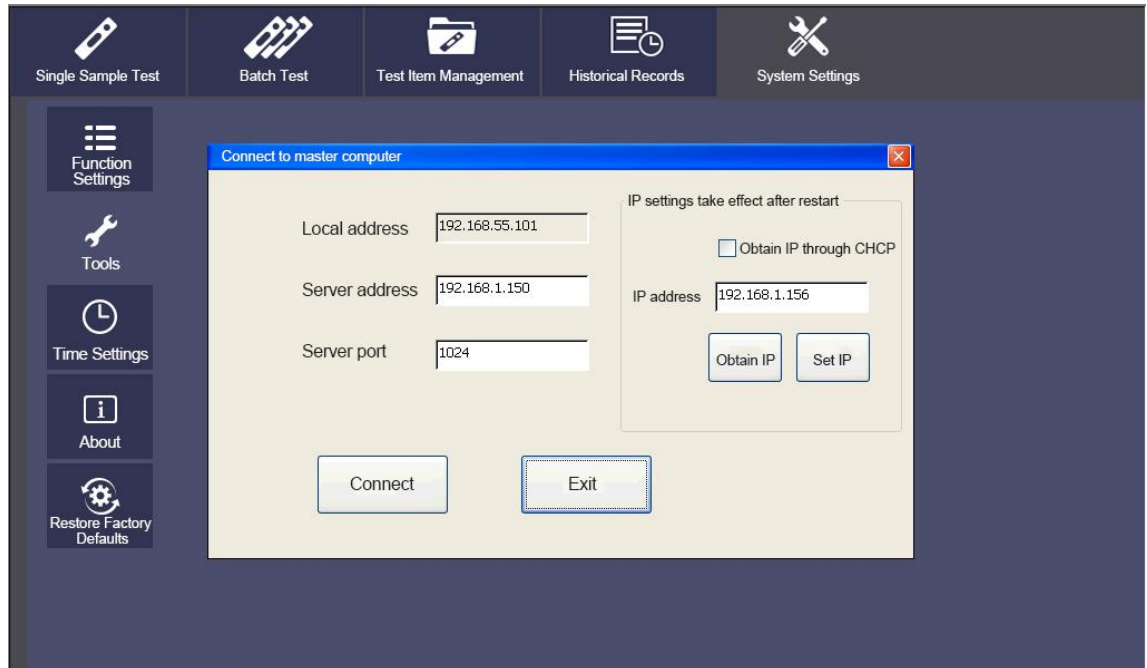 Single Sample Test
Batch Test
Test Item Management
Historical Records
System Settings
Function
Settings
Tools
Time Settings
About
Restore Factory
Defaults
Connect to master computer
Local address
192.168.55.101
Server address
192.168.1.150
Server port
1024
IP settings take effect after restart
Obtain IP through CHCP
IP address
192.168.1.156
Obtain IP
Set IP
Connect
Exit